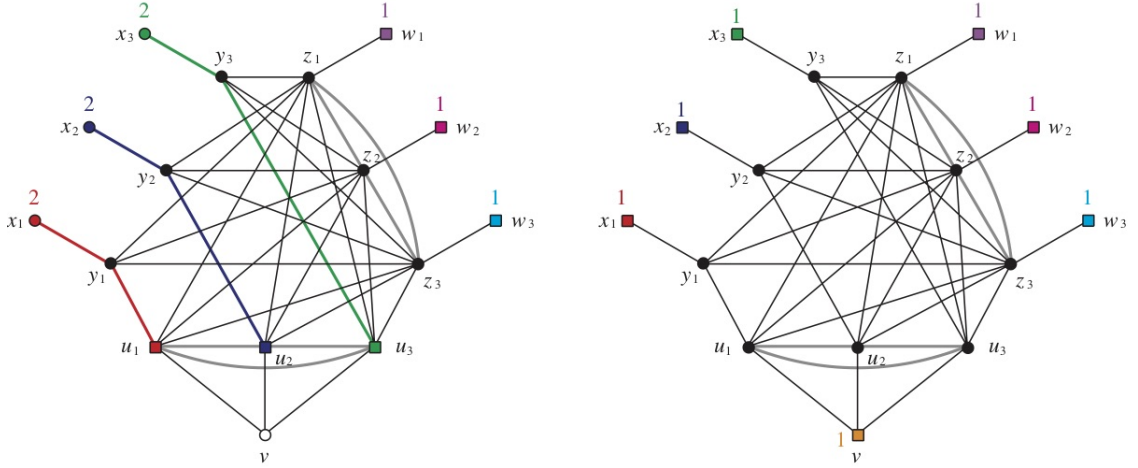 2
x₃
y₃
z₁
1
w₁
2
x₂
y₂
z₂
1
w₂
2
x₁
y₁
z₃
1
w₃
u₁
u₂
u₃
v
1
x₃
y₃
z₁
1
w₁
1
x₂
y₂
z₂
1
w₂
1
x₁
y₁
z₃
1
w₃
u₁
u₂
u₃
1
v